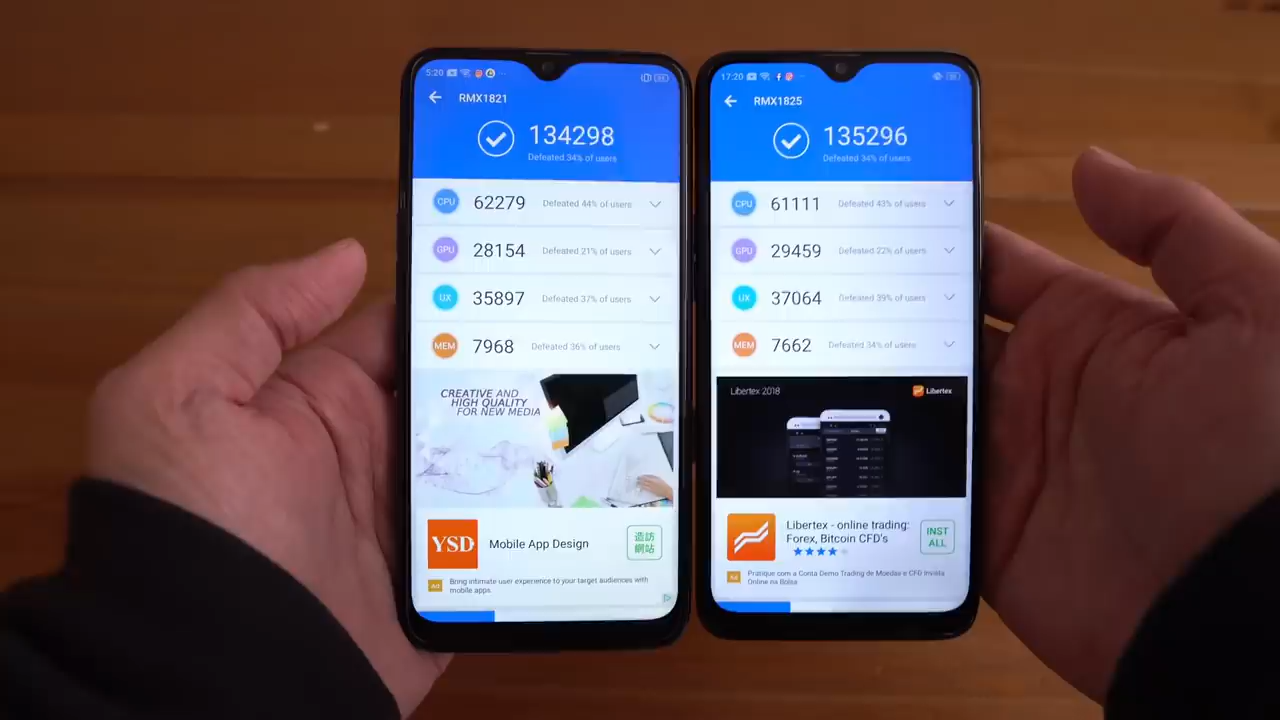 5:20
RMX1821
134298
Defeated 34% of users
CPU 62279 Defeated 44% of users
GPU 28154 Defeated 21% of users
UX 35897 Defeated 37% of users
MEM 7968 Defeated 36% of users
CREATIVE AND
HIGH QUALITY
FOR NEW MEDIA
YSD Mobile App Design
造訪
網站
Ad Bring intimate user experience to your target audiences with
mobile apps.
17:20
RMX1825
135296
Defeated 34% of users
CPU 61111 Defeated 43% of users
GPU 29459 Defeated 22% of users
UX 37064 Defeated 39% of users
MEM 7662 Defeated 34% of users
Libertex 2018 Libertex
Libertex - online trading:
Forex, Bitcoin CFD's
INST
ALL
Ad Pratique com a Conta Demo Trading de Moedas e CFD Invista
Online na Bolsa